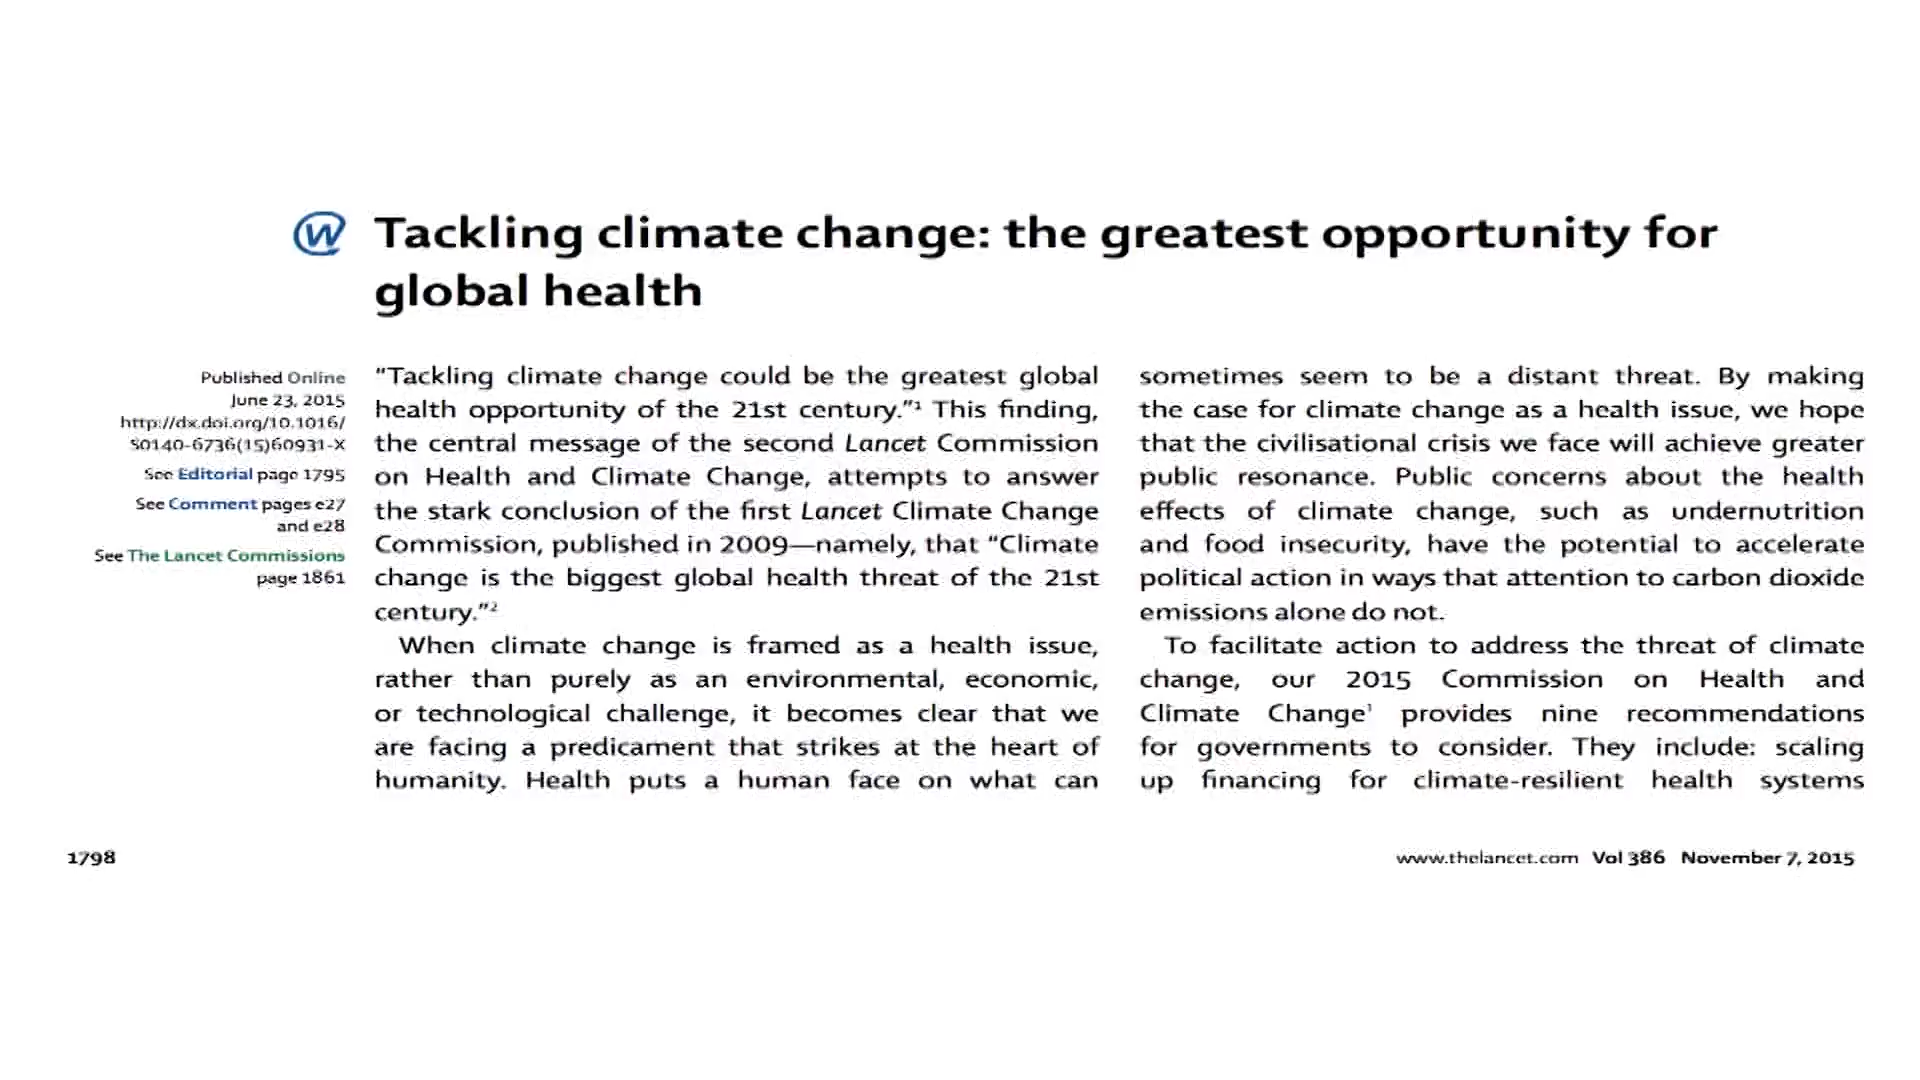 Tackling climate change: the greatest opportunity for
global health
Published Online
June 23, 2015
http://dx.doi.org/10.1016/
S0140-6736(15)60931-X
See Editorial page 1795
See Comment pages e27
and e28
See The Lancet Commissions
page 1861
“Tackling climate change could be the greatest global
health opportunity of the 21st century.”¹ This finding,
the central message of the second Lancet Commission
on Health and Climate Change, attempts to answer
the stark conclusion of the first Lancet Climate Change
Commission, published in 2009—namely, that “Climate
change is the biggest global health threat of the 21st
century.”²
When climate change is framed as a health issue,
rather than purely as an environmental, economic,
or technological challenge, it becomes clear that we
are facing a predicament that strikes at the heart of
humanity. Health puts a human face on what can
sometimes seem to be a distant threat. By making
the case for climate change as a health issue, we hope
that the civilisational crisis we face will achieve greater
public resonance. Public concerns about the health
effects of climate change, such as undernutrition
and food insecurity, have the potential to accelerate
political action in ways that attention to carbon dioxide
emissions alone do not.
To facilitate action to address the threat of climate
change, our 2015 Commission on Health and
Climate Change¹ provides nine recommendations
for governments to consider. They include: scaling
up financing for climate-resilient health systems
1798
www.thelancet.com Vol 386 November 7, 2015